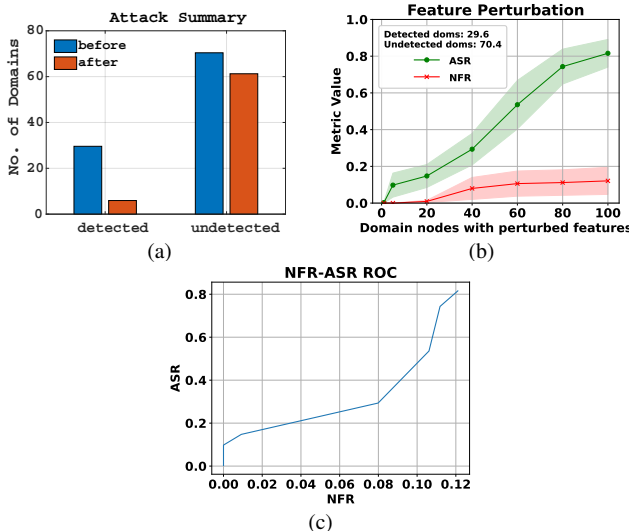 Attack Summary
No. of Domains
80
60
40
20
0
before
after
detected
undetected
(a)
Feature Perturbation
Metric Value
1.0
0.8
0.6
0.4
0.2
0.0
Detected doms: 29.6
Undetected doms: 70.4
ASR
NFR
0 20 40 60 80 100
Domain nodes with perturbed features
(b)
NFR-ASR ROC
ASR
0.8
0.6
0.4
0.2
0.0
0.00 0.02 0.04 0.06 0.08 0.10 0.12
NFR
(c)